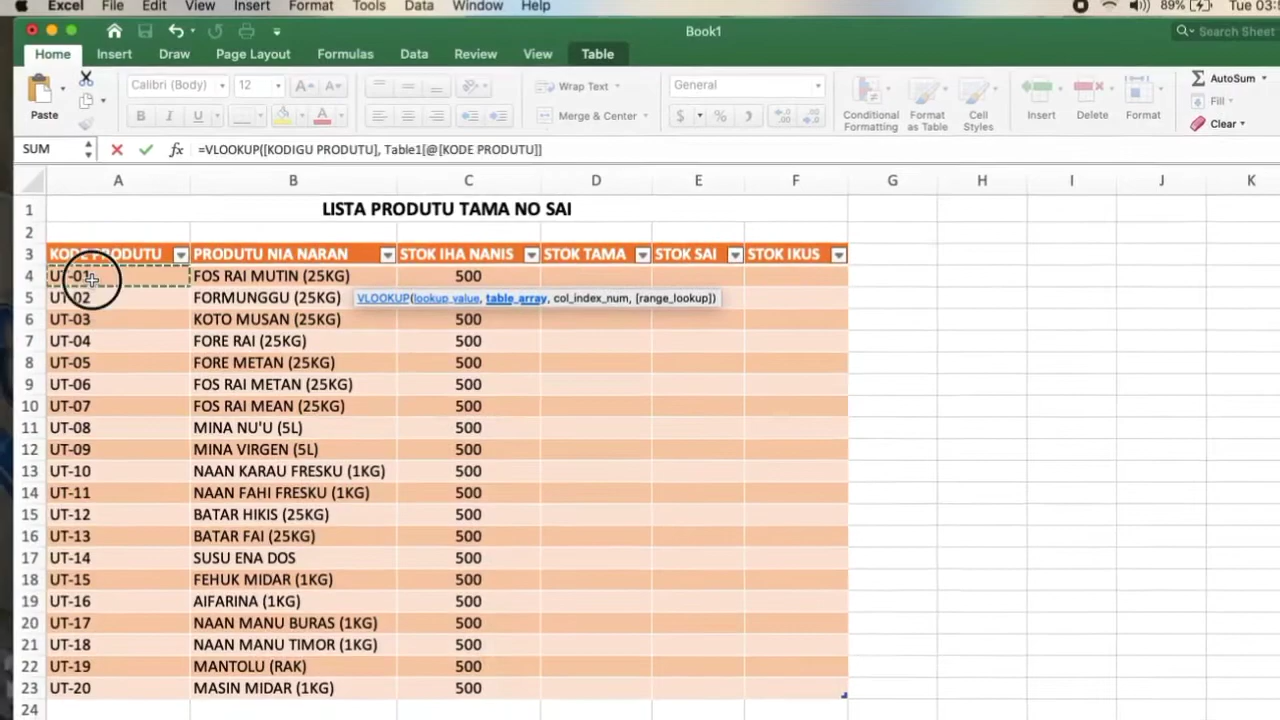 Excel File Edit View Insert Format Tools Data Window Help 89% Tue 03:
Book1 Search Sheet
Home Insert Draw Page Layout Formulas Data Review View Table
Paste Calibri (Body) 12 A A Wrap Text General Conditional Formatting Format as Table Cell Styles Insert Delete Format AutoSum
B I U A Merge & Center $ % Fill
Clear
SUM fx =VLOOKUP([KODIGU PRODUTU], Table1[@[KODE PRODUTU]]
A B C D E F G H I J K
1 LISTA PRODUTU TAMA NO SAI
2
3 KODE PRODUTU PRODUTU NIA NARAN STOK IHA NANIS STOK TAMA STOK SAI STOK IKUS
4 UT-01 FOS RAI MUTIN (25KG) 500
5 UT-02 FORMUNGGU (25KG) VLOOKUP(lookup_value, table_array, col_index_num, [range_lookup])
6 UT-03 KOTO MUSAN (25KG) 500
7 UT-04 FORE RAI (25KG) 500
8 UT-05 FORE METAN (25KG) 500
9 UT-06 FOS RAI METAN (25KG) 500
10 UT-07 FOS RAI MEAN (25KG) 500
11 UT-08 MINA NU'U (5L) 500
12 UT-09 MINA VIRGEN (5L) 500
13 UT-10 NAAN KARAU FRESKU (1KG) 500
14 UT-11 NAAN FAHI FRESKU (1KG) 500
15 UT-12 BATAR HIKIS (25KG) 500
16 UT-13 BATAR FAI (25KG) 500
17 UT-14 SUSU ENA DOS 500
18 UT-15 FEHUK MIDAR (1KG) 500
19 UT-16 AIFARINA (1KG) 500
20 UT-17 NAAN MANU BURAS (1KG) 500
21 UT-18 NAAN MANU TIMOR (1KG) 500
22 UT-19 MANTOLU (RAK) 500
23 UT-20 MASIN MIDAR (1KG) 500
24